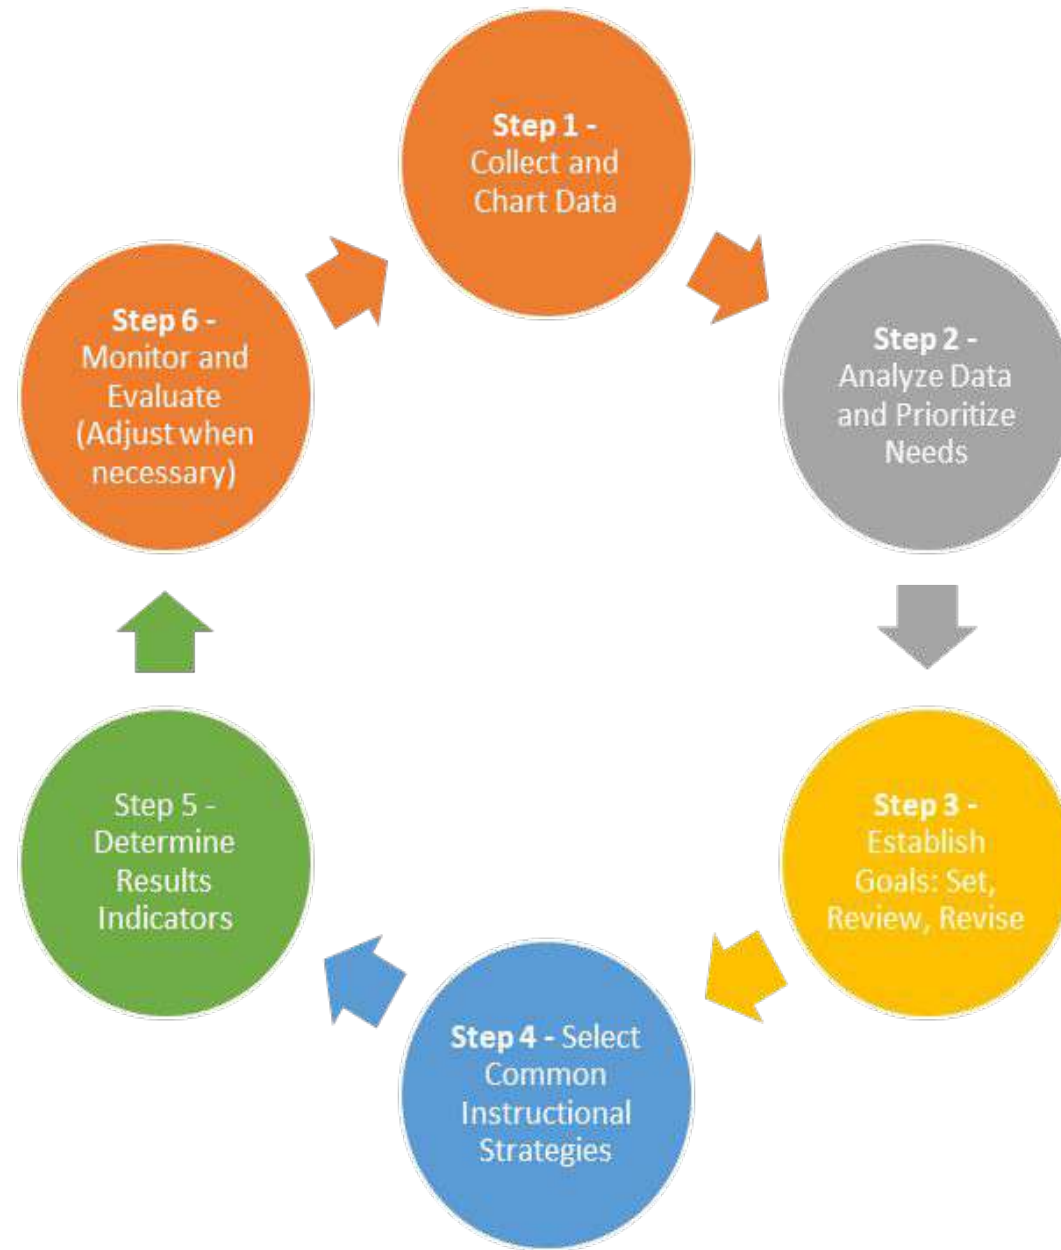 Step 1 -
Collect and
Chart Data
Step 2 -
Analyze Data
and Prioritize
Needs
Step 3 -
Establish
Goals: Set,
Review, Revise
Step 4 - Select
Common
Instructional
Strategies
Step 5 -
Determine
Results
Indicators
Step 6 -
Monitor and
Evaluate
(Adjust when
necessary)